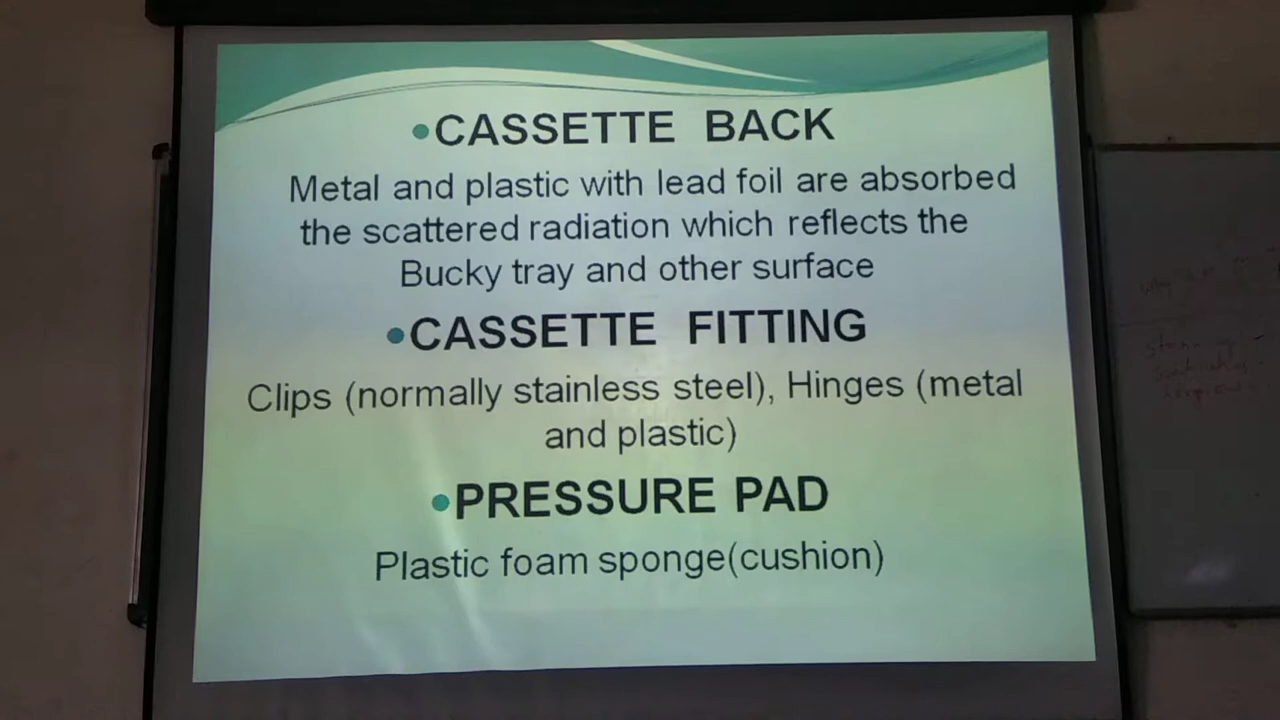 •CASSETTE BACK
Metal and plastic with lead foil are absorbed
the scattered radiation which reflects the
Bucky tray and other surface
•CASSETTE FITTING
Clips (normally stainless steel), Hinges (metal
and plastic)
•PRESSURE PAD
Plastic foam sponge(cushion)